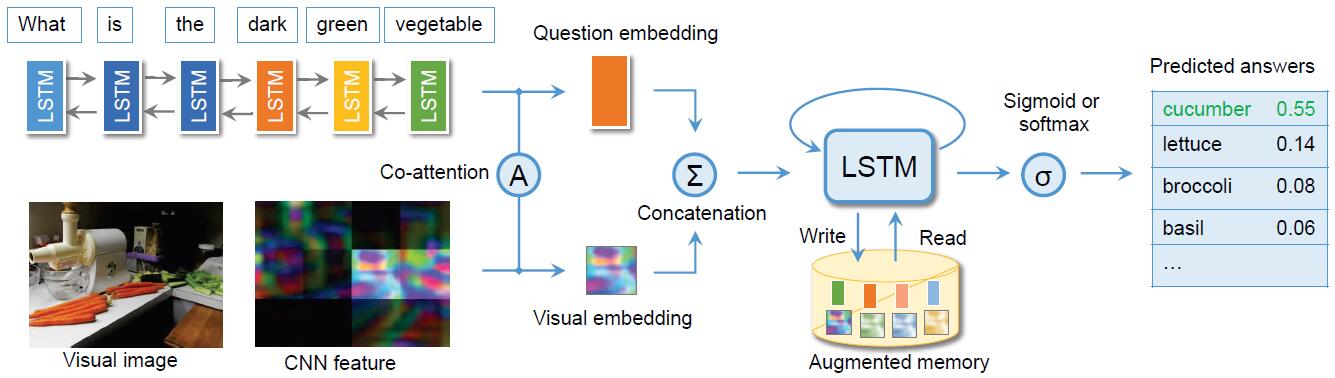 What is the dark green vegetable
LSTM LSTM LSTM LSTM LSTM LSTM
Question embedding
Co-attention
A
Visual image
CNN feature
Visual embedding
Σ
Concatenation
LSTM
Write
Read
Augmented memory
Sigmoid or
softmax
σ
Predicted answers
cucumber 0.55
lettuce 0.14
broccoli 0.08
basil 0.06
...